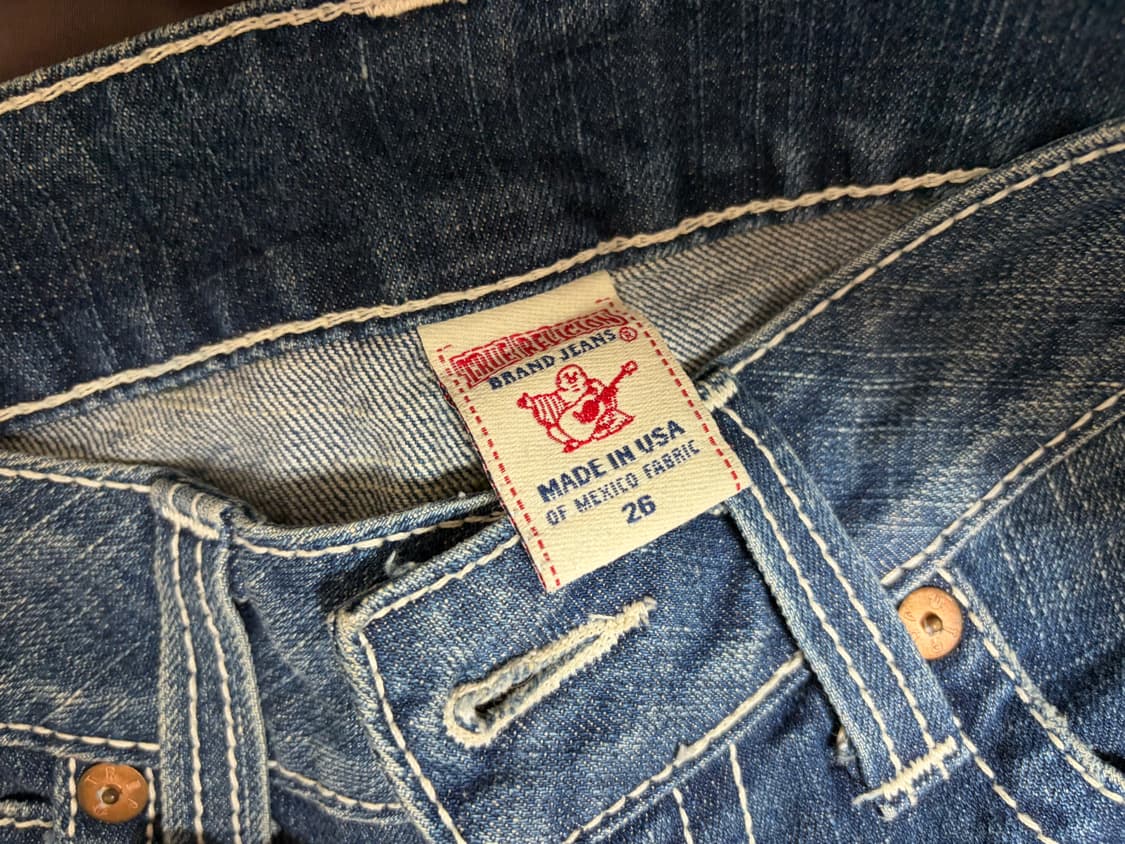 TRUE RELIGION
BRAND JEANS ®
MADE IN USA
OF MEXICO FABRIC
26